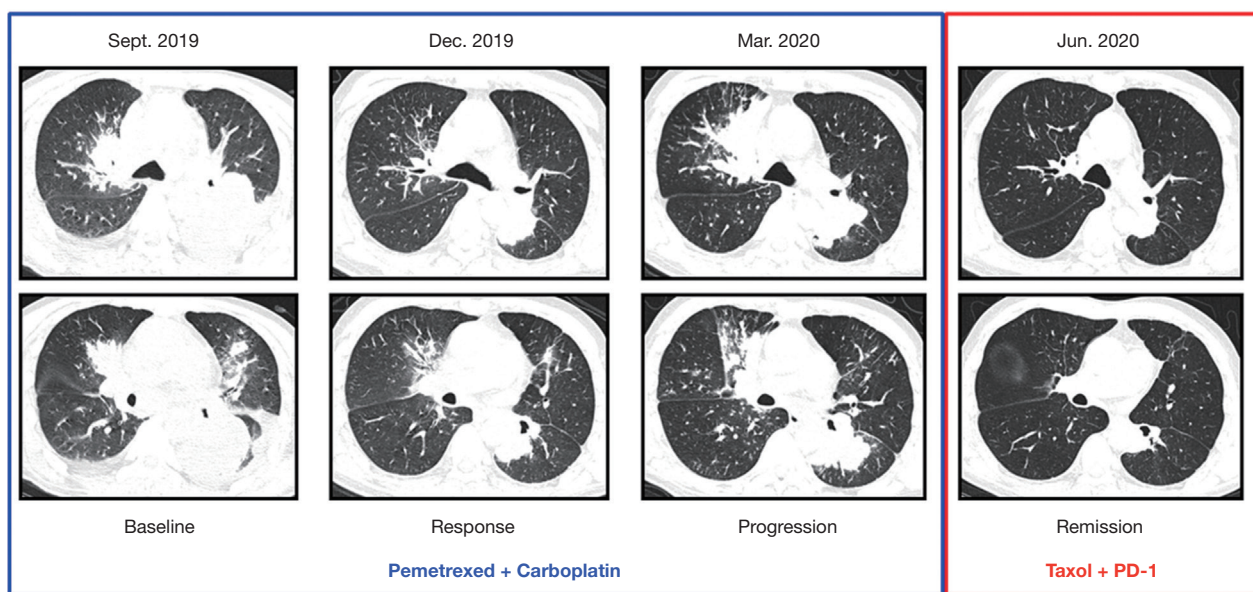 Sept. 2019
Dec. 2019
Mar. 2020
Jun. 2020
Baseline
Response
Progression
Remission
Pemetrexed + Carboplatin
Taxol + PD-1